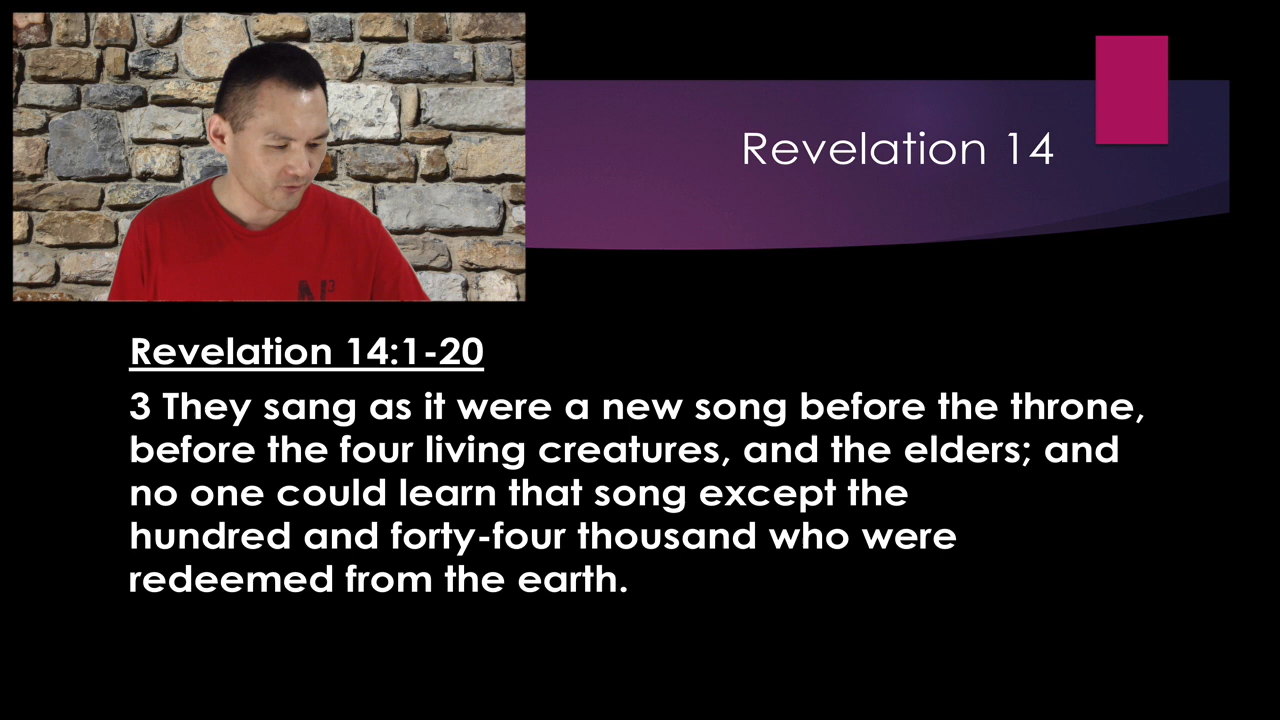 Revelation 14
N3
Revelation 14:1-20
3 They sang as it were a new song before the throne,
before the four living creatures, and the elders; and
no one could learn that song except the
hundred and forty-four thousand who were
redeemed from the earth.